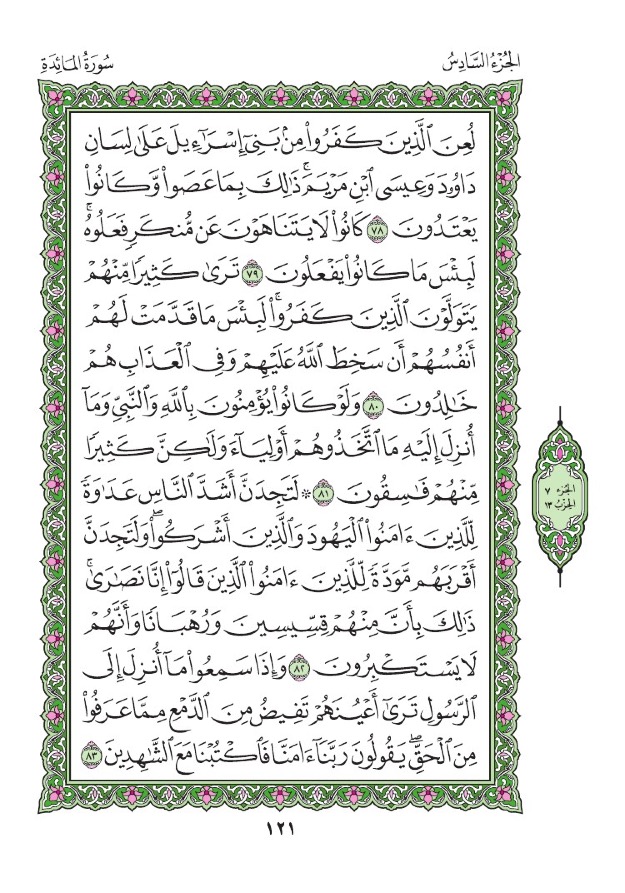 الجُزْءُ السَّادِسُ
سُورَةُ المَائِدَةِ
لُعِنَ ٱلَّذِينَ كَفَرُواْ مِنۢ بَنِيٓ إِسْرَٰٓءِيلَ عَلَىٰ لِسَانِ
دَاوُۥدَ وَعِيسَى ٱبْنِ مَرْيَمَۚ ذَٰلِكَ بِمَا عَصَواْ وَّكَانُواْ
يَعْتَدُونَ ٧٨ كَانُواْ لَا يَتَنَاهَوْنَ عَن مُّنكَرٍ فَعَلُوهُۚ
لَبِئْسَ مَا كَانُواْ يَفْعَلُونَ ٧٩ تَرَىٰ كَثِيرًا مِّنْهُمْ
يَتَوَلَّوْنَ ٱلَّذِينَ كَفَرُواْۚ لَبِئْسَ مَا قَدَّمَتْ لَهُمْ
أَنفُسُهُمْ أَن سَخِطَ ٱللَّهُ عَلَيْهِمْ وَفِي ٱلْعَذَابِ هُمْ
خَٰلِدُونَ ٨٠ وَلَوْ كَانُواْ يُؤْمِنُونَ بِٱللَّهِ وَٱلنَّبِيِّ وَمَآ
أُنزِلَ إِلَيْهِ مَا ٱتَّخَذُوهُمْ أَوْلِيَآءَ وَلَٰكِنَّ كَثِيرًا
مِّنْهُمْ فَٰسِقُونَ ٨١ ۞ لَتَجِدَنَّ أَشَدَّ ٱلنَّاسِ عَدَٰوَةً
لِّلَّذِينَ ءَامَنُواْ ٱلْيَهُودَ وَٱلَّذِينَ أَشْرَكُواْۖ وَلَتَجِدَنَّ
أَقْرَبَهُم مَّوَدَّةً لِّلَّذِينَ ءَامَنُواْ ٱلَّذِينَ قَالُوٓاْ إِنَّا نَصَٰرَىٰۚ
ذَٰلِكَ بِأَنَّ مِنْهُمْ قِسِّيسِينَ وَرُهْبَانًا وَأَنَّهُمْ
لَا يَسْتَكْبِرُونَ ٨٢ وَإِذَا سَمِعُواْ مَآ أُنزِلَ إِلَى
ٱلرَّسُولِ تَرَىٰٓ أَعْيُنَهُمْ تَفِيضُ مِنَ ٱلدَّمْعِ مِمَّا عَرَفُواْ
مِنَ ٱلْحَقِّۖ يَقُولُونَ رَبَّنَآ ءَامَنَّا فَٱكْتُبْنَا مَعَ ٱلشَّٰهِدِينَ ٨٣
الجُزْء ٧
الحِزْبُ ١٣
١٢١